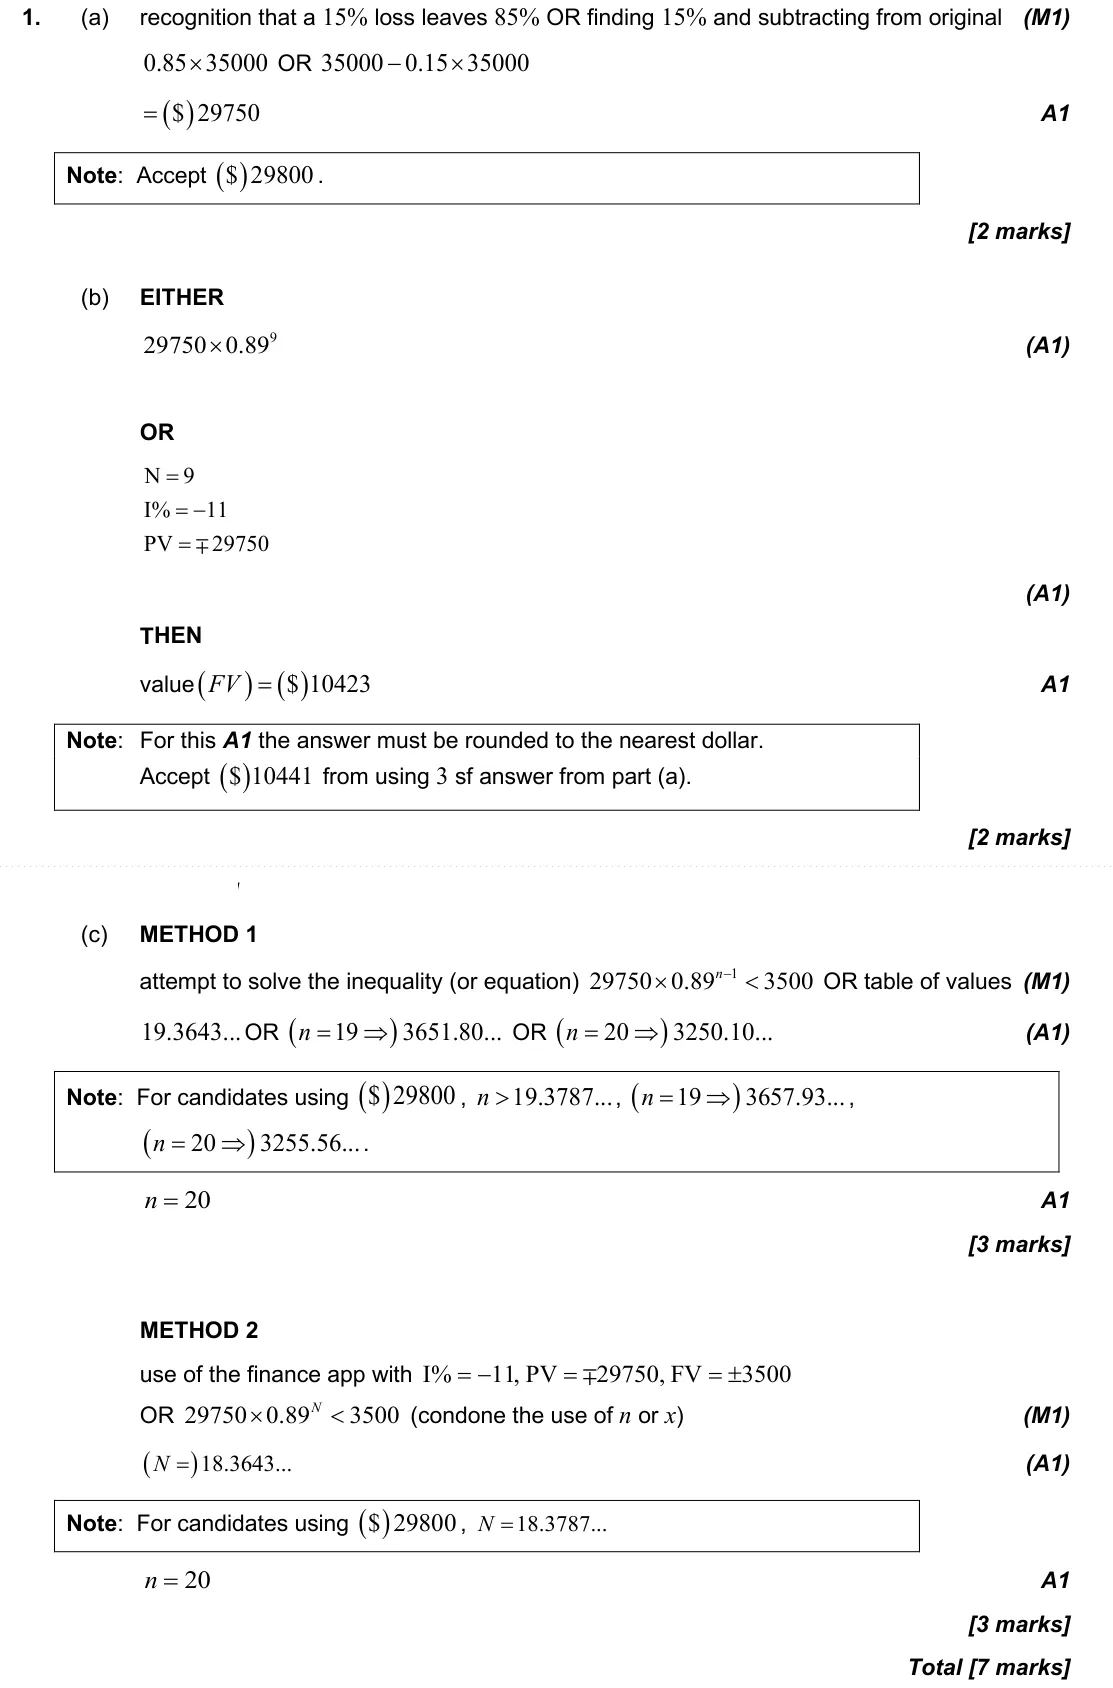 1. (a) recognition that a 15% loss leaves 85% OR finding 15% and subtracting from original (M1)
0.85×35000 OR 35000−0.15×35000
=($)29750 A1
Note: Accept ($)29800.
[2 marks]
(b) EITHER
29750×0.89⁹ (A1)
OR
N = 9
I% = −11
PV = ∓29750
(A1)
THEN
value(FV) = ($)10423 A1
Note: For this A1 the answer must be rounded to the nearest dollar.
Accept ($)10441 from using 3 sf answer from part (a).
[2 marks]
(c) METHOD 1
attempt to solve the inequality (or equation) 29750×0.89ⁿ⁻¹ < 3500 OR table of values (M1)
19.3643... OR (n = 19 ⇒) 3651.80... OR (n = 20 ⇒) 3250.10... (A1)
Note: For candidates using ($)29800, n > 19.3787..., (n = 19 ⇒) 3657.93...,
(n = 20 ⇒) 3255.56....
n = 20 A1
[3 marks]
METHOD 2
use of the finance app with I% = −11, PV = ∓29750, FV = ±3500
OR 29750×0.89ᴺ < 3500 (condone the use of n or x) (M1)
(N =) 18.3643... (A1)
Note: For candidates using ($)29800, N = 18.3787...
n = 20 A1
[3 marks]
Total [7 marks]